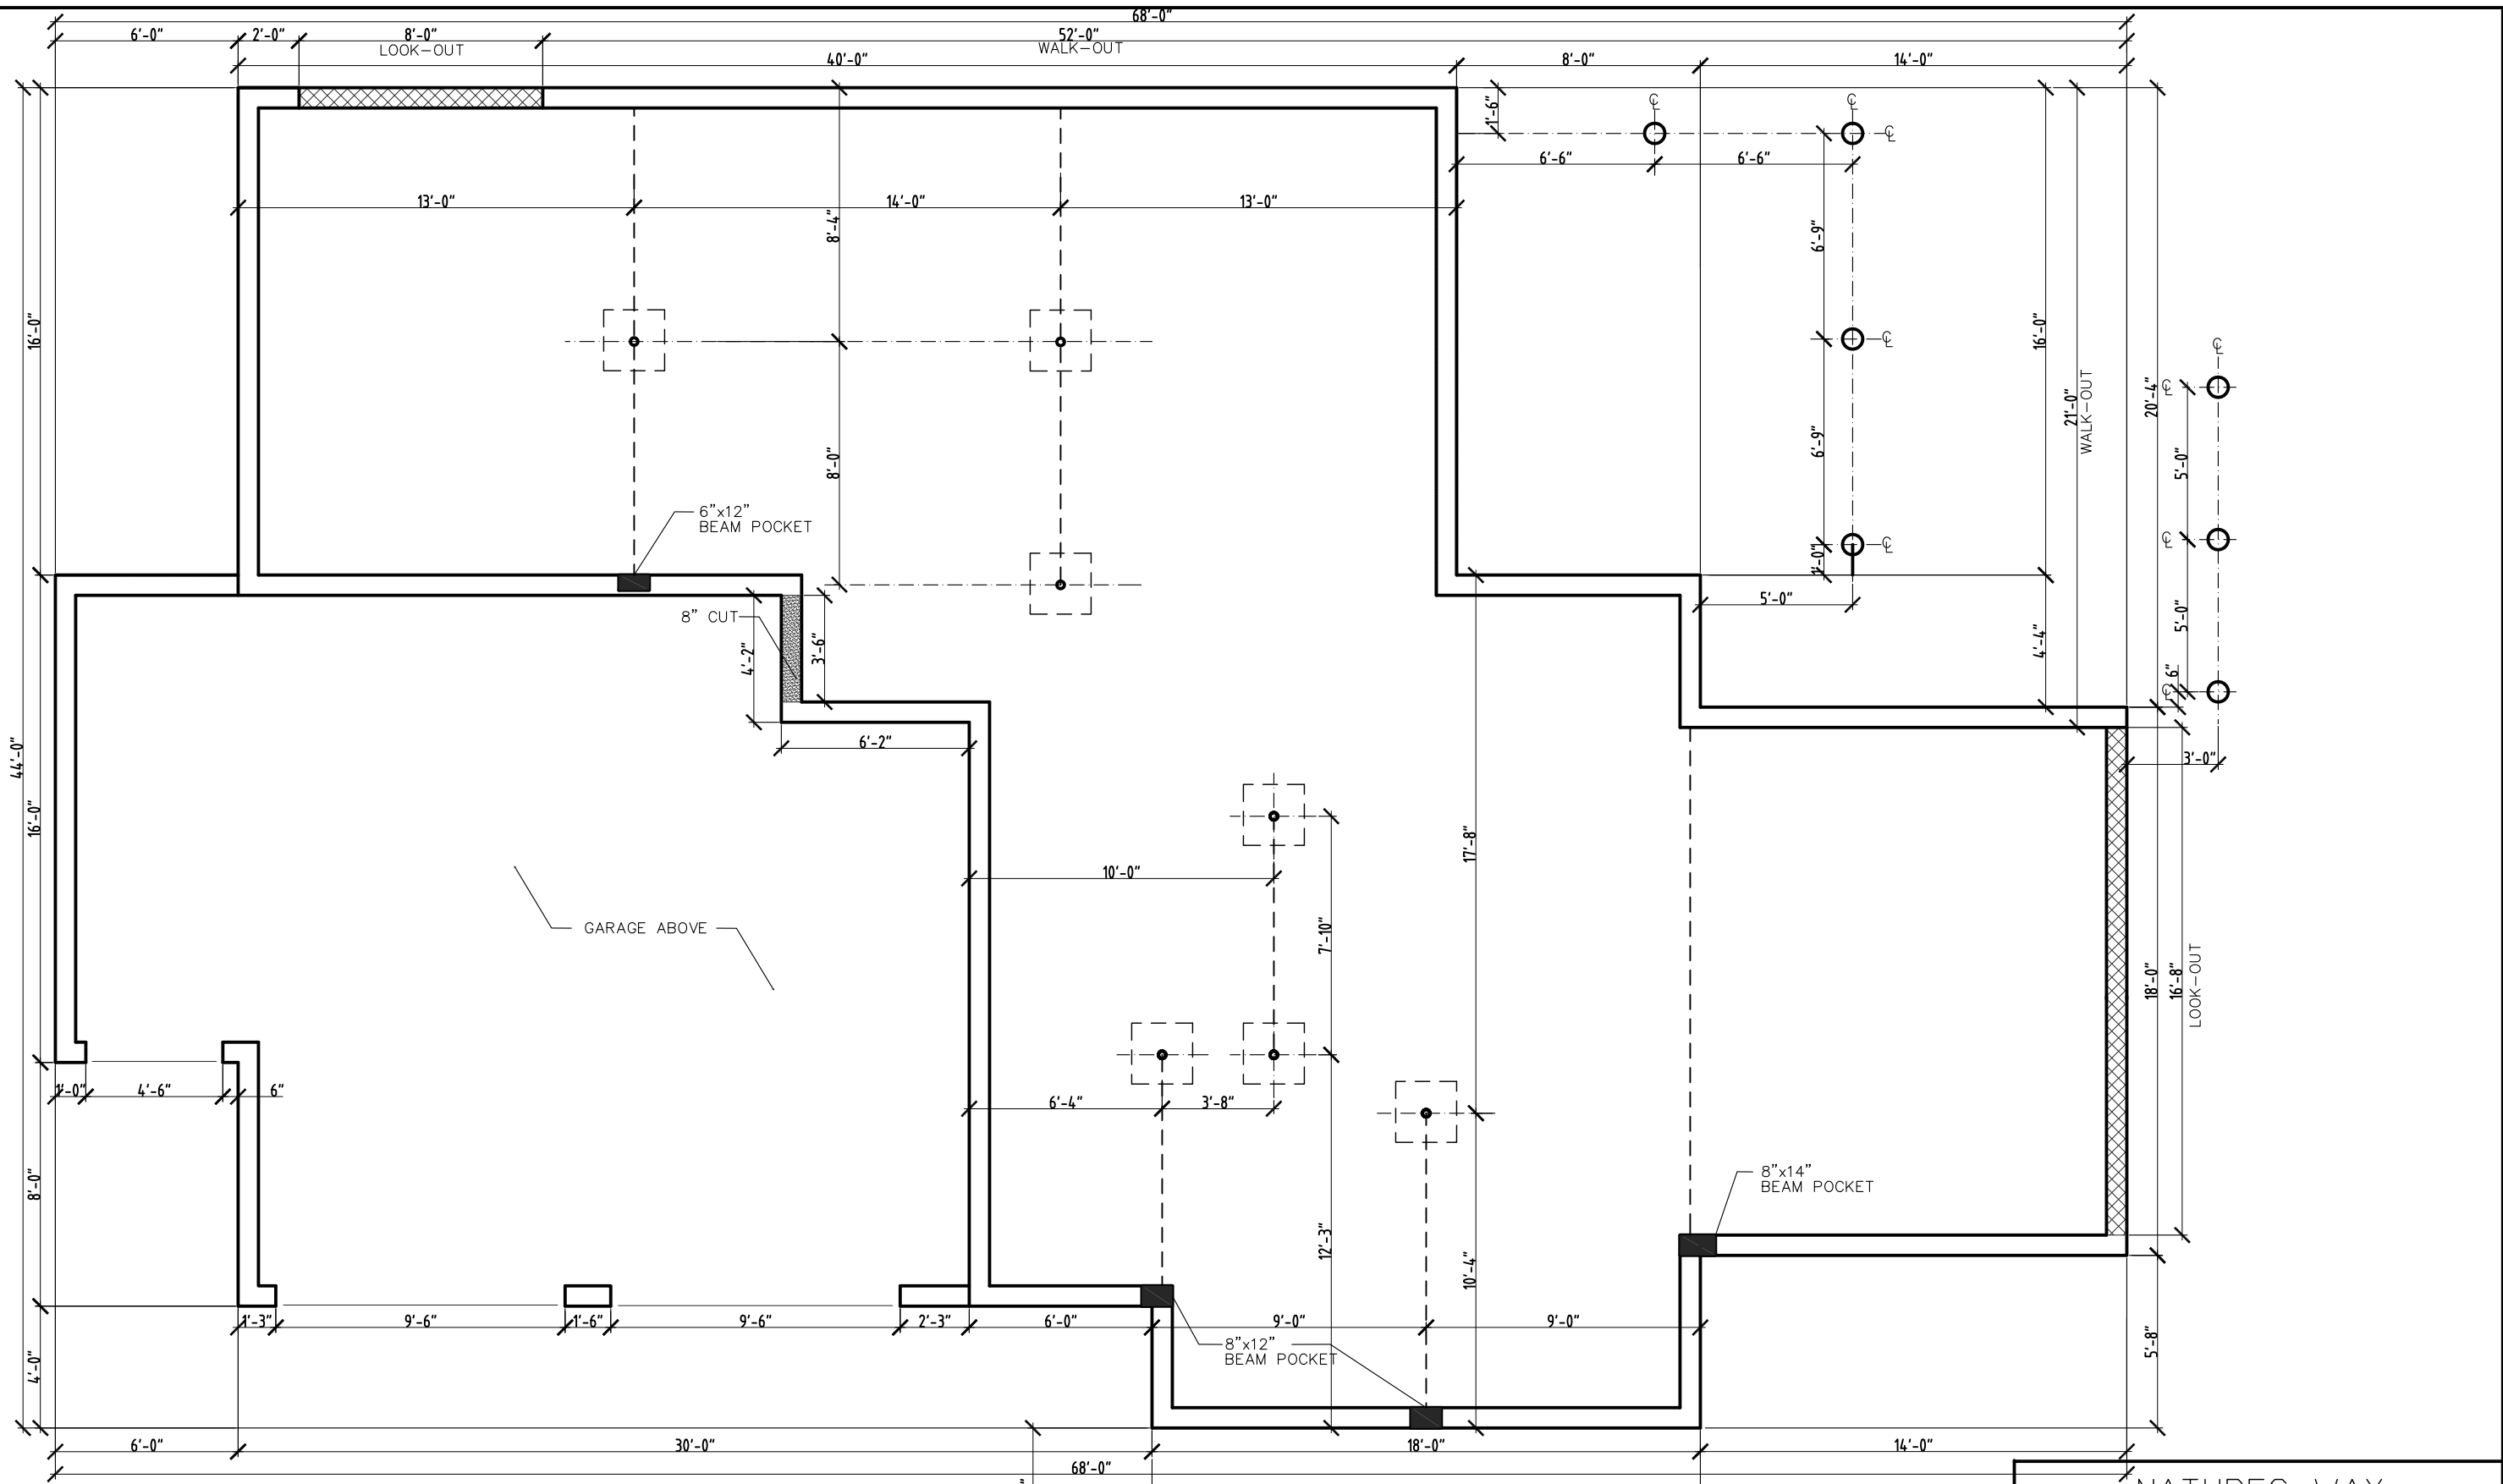 68'-0"
6'-0" 2'-0" 8'-0" 52'-0"
LOOK-OUT WALK-OUT
40'-0" 8'-0" 14'-0"
1'-6"
℄ ℄
℄
6'-6" 6'-6"
13'-0" 14'-0" 13'-0"
8'-4"
6'-9"
16'-0"
16'-0"
℄
℄
21'-0"
WALK-OUT
20'-4"
℄
8'-0"
6'-9"
5'-0"
6"x12"
BEAM POCKET
℄
℄
1'-0"
5'-0"
8" CUT
4'-2"
3'-6"
4'-4"
5'-0"
6"
℄
6'-2"
3'-0"
44'-0"
16'-0"
17'-8"
10'-0"
GARAGE ABOVE
7'-10"
18'-0"
16'-8"
LOOK-OUT
1'-0" 4'-6" 6"
6'-4" 3'-8"
8'-0"
8"x14"
BEAM POCKET
12'-3"
10'-4"
1'-3" 9'-6" 1'-6" 9'-6" 2'-3" 6'-0" 9'-0" 9'-0"
8"x12"
BEAM POCKET
4'-0"
5'-8"
6'-0" 30'-0" 18'-0" 14'-0"
68'-0"
NATURES WAY